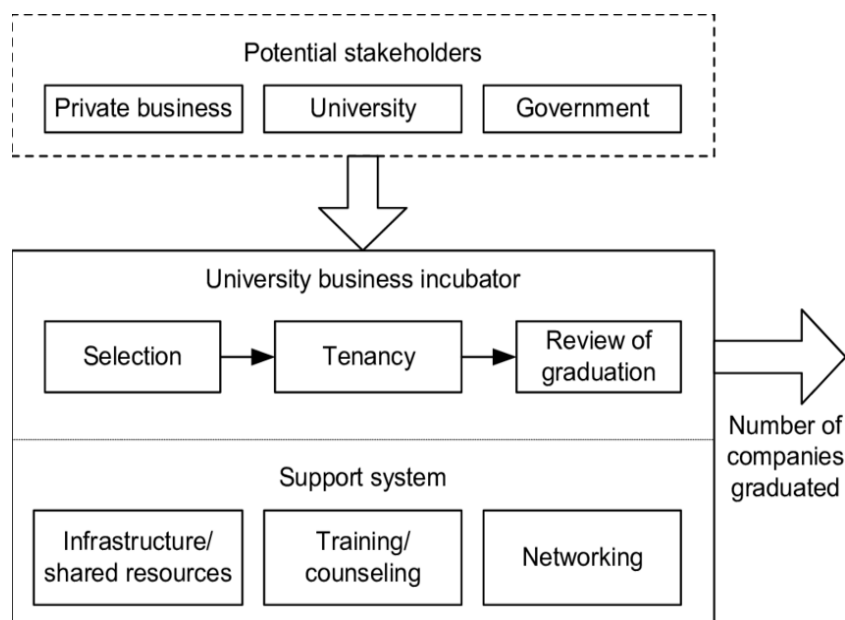 Potential stakeholders
Private business
University
Government
University business incubator
Selection
Tenancy
Review of
graduation
Number of
companies
graduated
Support system
Infrastructure/
shared resources
Training/
counseling
Networking